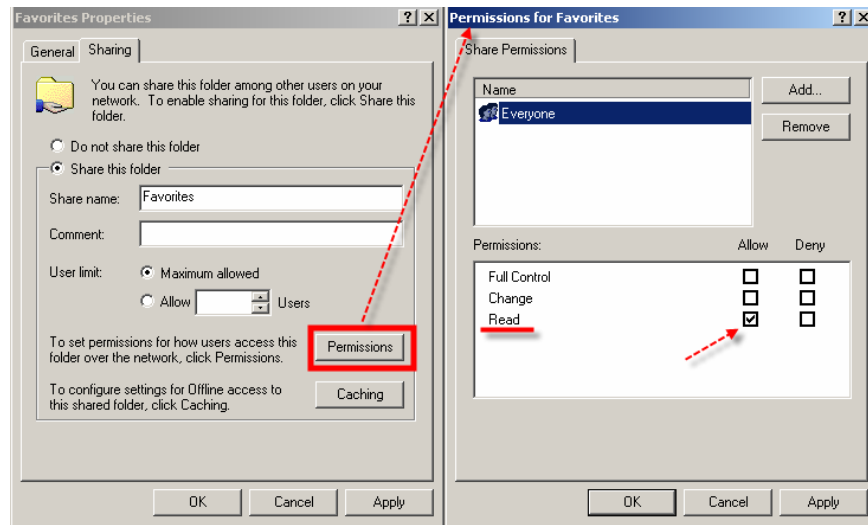 Favorites Properties
General
Sharing
You can share this folder among other users on your
network. To enable sharing for this folder, click Share this
folder.
Do not share this folder
Share this folder
Share name:
Favorites
Comment:
User limit:
Maximum allowed
Allow
Users
To set permissions for how users access this
folder over the network, click Permissions.
Permissions
To configure settings for Offline access to
this shared folder, click Caching.
Caching
OK
Cancel
Apply
Permissions for Favorites
Share Permissions
Name
Everyone
Add...
Remove
Permissions:
Allow
Deny
Full Control
Change
Read
OK
Cancel
Apply